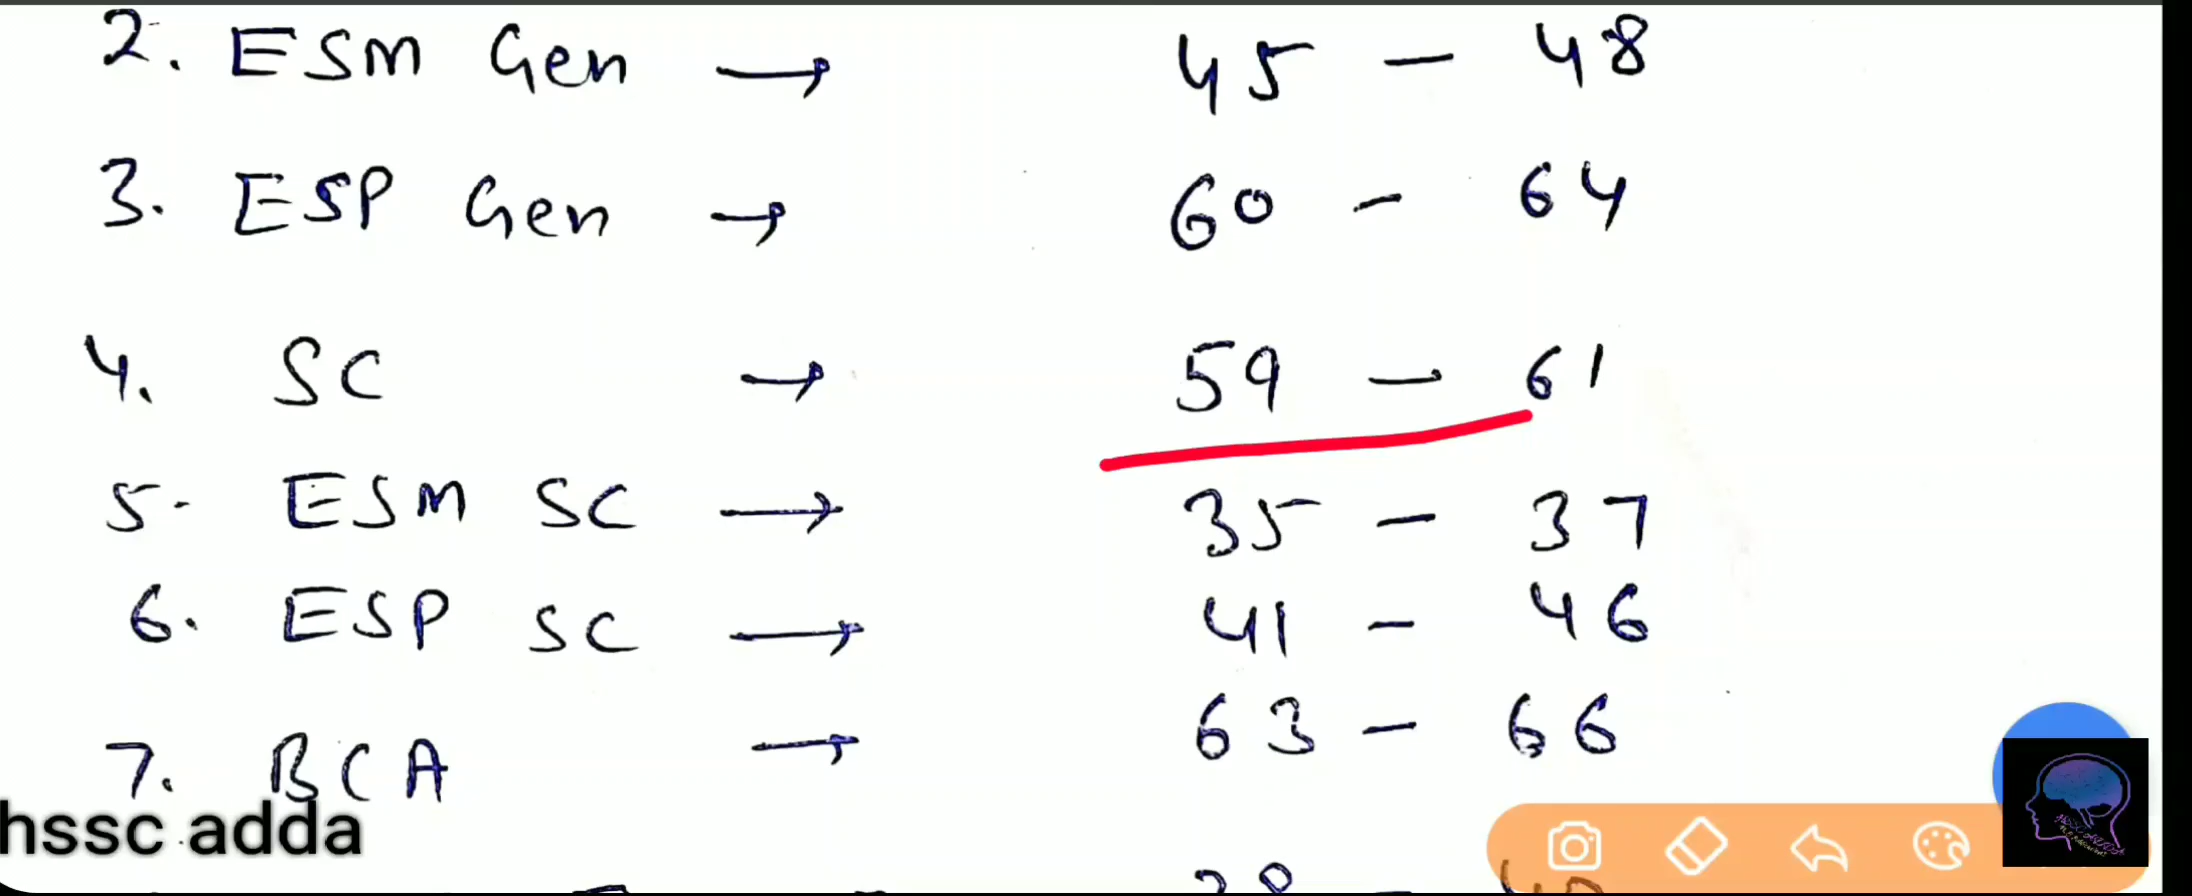 2. ESM Gen → 45 - 48
3. ESP Gen → 60 - 64
4. SC → 59 - 61
5- ESM SC → 35 - 37
6. ESP SC → 41 - 46
7. BCA → 63 - 66
hssc adda